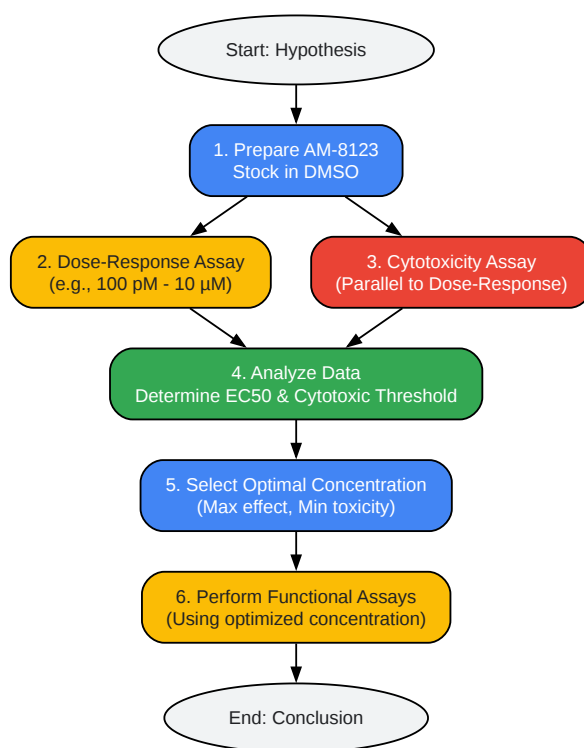 Start: Hypothesis
1. Prepare AM-8123
Stock in DMSO
2. Dose-Response Assay
(e.g., 100 pM - 10 µM)
3. Cytotoxicity Assay
(Parallel to Dose-Response)
4. Analyze Data
Determine EC50 & Cytotoxic Threshold
5. Select Optimal Concentration
(Max effect, Min toxicity)
6. Perform Functional Assays
(Using optimized concentration)
End: Conclusion